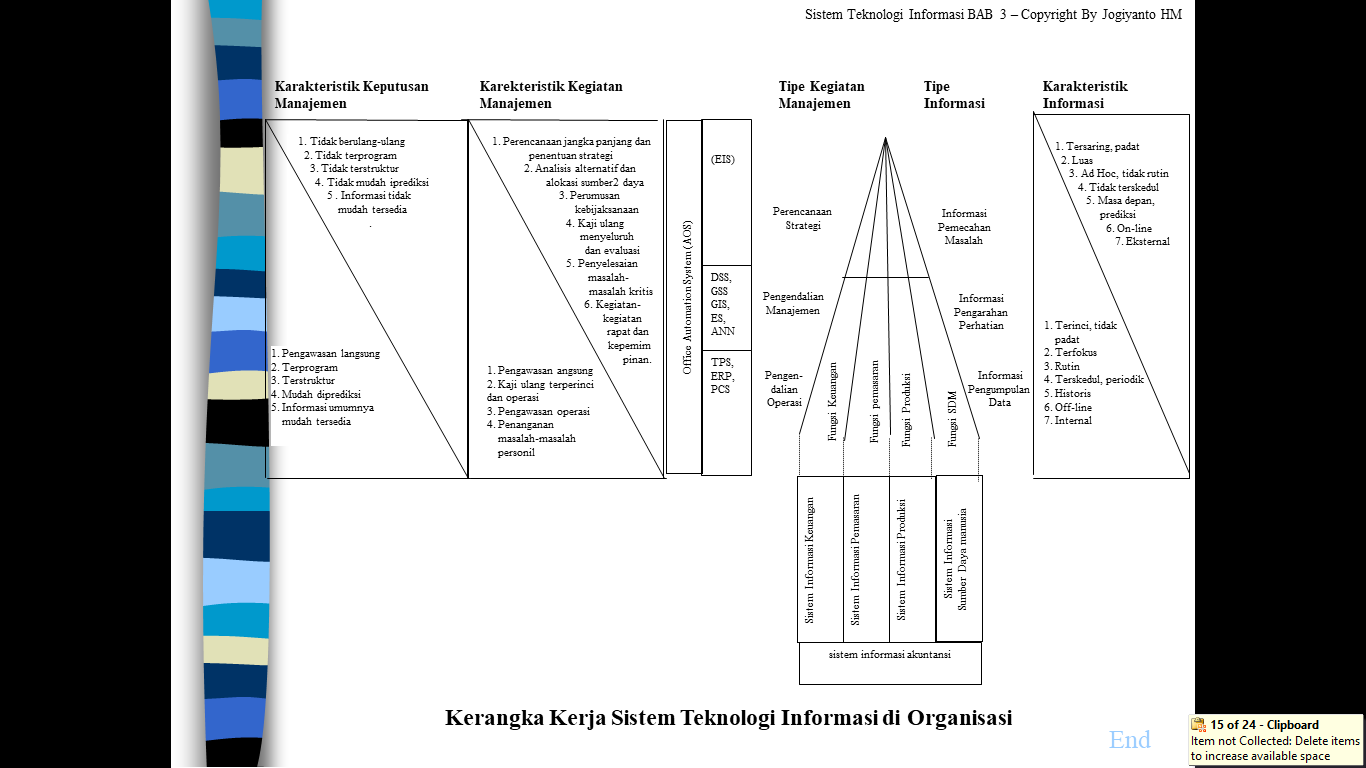 Sistem Teknologi Informasi BAB 3 – Copyright By Jogiyanto HM
Karakteristik Keputusan
Manajemen
1. Tidak berulang-ulang
2. Tidak terprogram
3. Tidak terstruktur
4. Tidak mudah iprediksi
5 . Informasi tidak
mudah tersedia
.
1. Pengawasan langsung
2. Terprogram
3. Terstruktur
4. Mudah diprediksi
5. Informasi umumnya
mudah tersedia
Karekteristik Kegiatan
Manajemen
1. Perencanaan jangka panjang dan
penentuan strategi
2. Analisis alternatif dan
alokasi sumber2 daya
3. Perumusan
kebijaksanaan
4. Kaji ulang
menyeluruh
dan evaluasi
5. Penyelesaian
masalah-
masalah kritis
6. Kegiatan-
kegiatan
rapat dan
kepemim
pinan.
1. Pengawasan angsung
2. Kaji ulang terperinci
dan operasi
3. Pengawasan operasi
4. Penanganan
masalah-masalah
personil
Office Automation System (AOS)
(EIS)
DSS,
GSS
GIS,
ES,
ANN
TPS,
ERP,
PCS
Tipe Kegiatan
Manajemen
Perencanaan
Strategi
Pengendalian
Manajemen
Pengen-
dalian
Operasi
Fungsi Keuangan
Fungsi pemasaran
Fungsi Produksi
Fungsi SDM
Tipe
Informasi
Informasi
Pemecahan
Masalah
Informasi
Pengarahan
Perhatian
Informasi
Pengumpulan
Data
Karakteristik
Informasi
1. Tersaring, padat
2. Luas
3. Ad Hoc, tidak rutin
4. Tidak terskedul
5. Masa depan,
prediksi
6. On-line
7. Eksternal
1. Terinci, tidak
padat
2. Terfokus
3. Rutin
4. Terskedul, periodik
5. Historis
6. Off-line
7. Internal
Sistem Informasi Keuangan
Sistem Informasi Pemasaran
Sistem Informasi Produksi
Sistem Informasi
Sumber Daya manusia
sistem informasi akuntansi
Kerangka Kerja Sistem Teknologi Informasi di Organisasi
End
15 of 24 - Clipboard
Item not Collected: Delete items
to increase available space